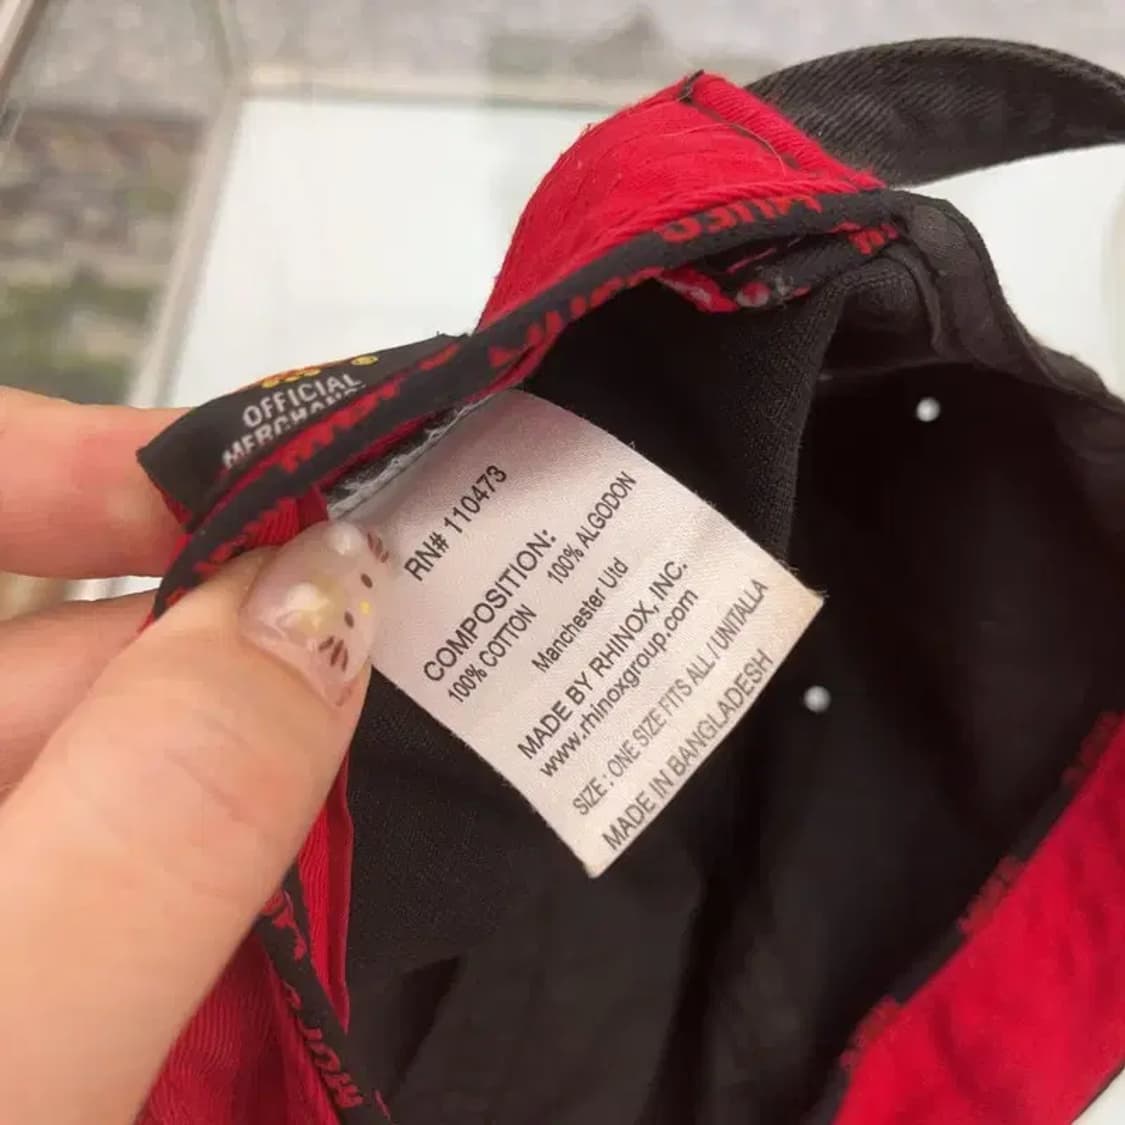 OFFICIAL
RN# 110473
COMPOSITION:
100% COTTON 100% ALGODON
Manchester Utd
MADE BY RHINOX, INC.
www.rhinoxgroup.com
SIZE : ONE SIZE FITS ALL / UNITALLA
MADE IN BANGLADESH
MUFC